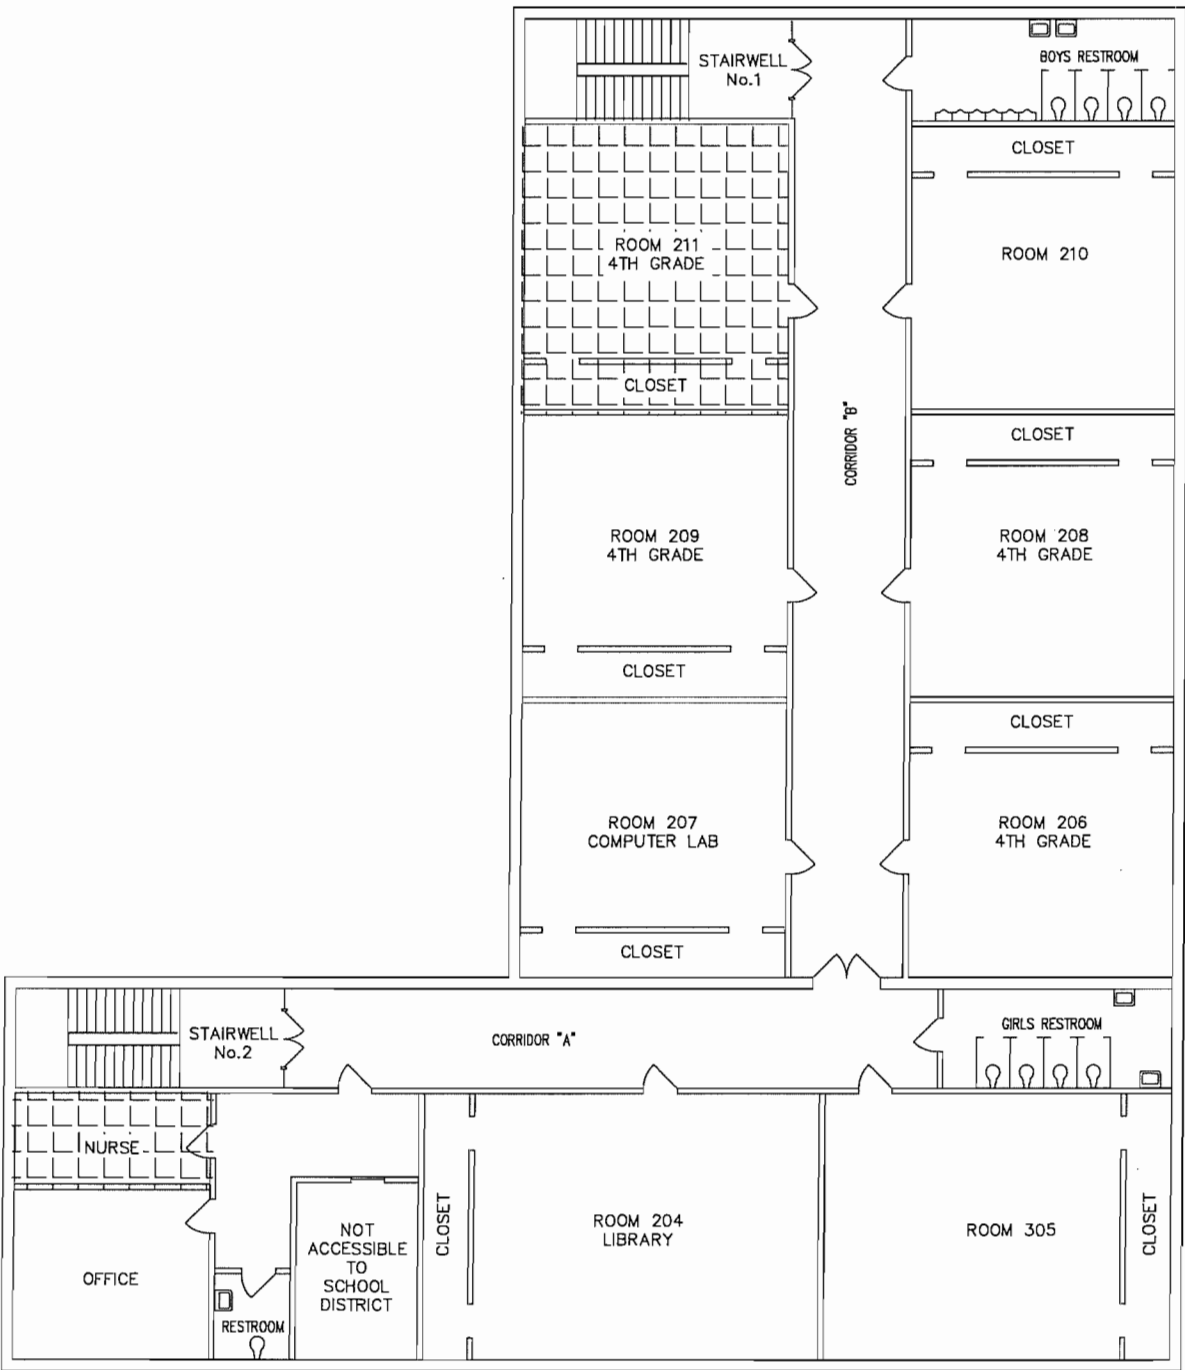 STAIRWELL
No.1
BOYS RESTROOM
CLOSET
ROOM 211
4TH GRADE
ROOM 210
CLOSET
CORRIDOR "B"
CLOSET
ROOM 209
4TH GRADE
ROOM 208
4TH GRADE
CLOSET
CLOSET
ROOM 207
COMPUTER LAB
ROOM 206
4TH GRADE
CLOSET
STAIRWELL
No.2
CORRIDOR "A"
GIRLS RESTROOM
NURSE
OFFICE
RESTROOM
NOT
ACCESSIBLE
TO
SCHOOL
DISTRICT
CLOSET
ROOM 204
LIBRARY
ROOM 305
CLOSET